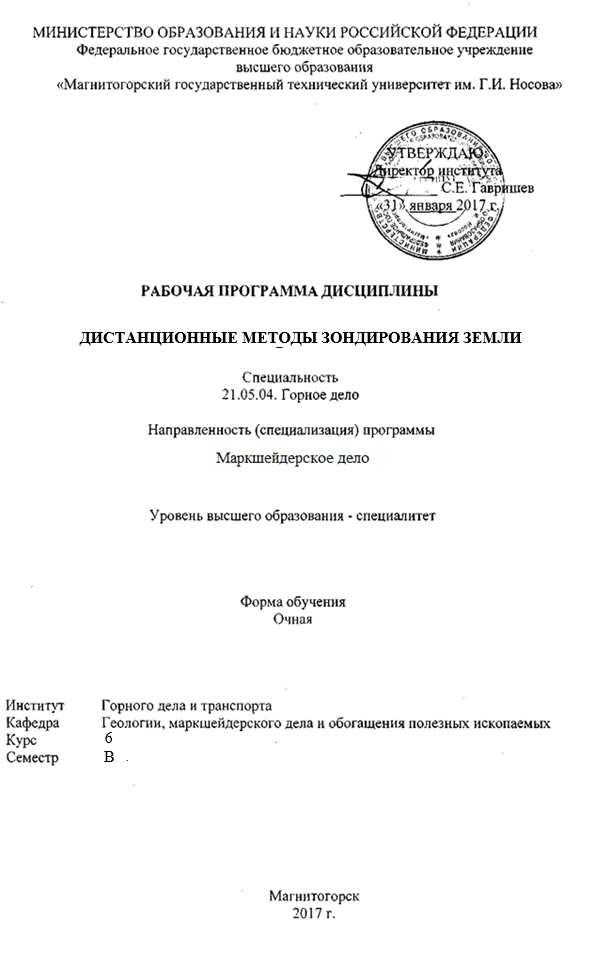 МИНИСТЕРСТВО ОБРАЗОВАНИЯ И НАУКИ РОССИЙСКОЙ ФЕДЕРАЦИИ
Федеральное государственное бюджетное образовательное учреждение
высшего образования
«Магнитогорский государственный технический университет им. Г.И. Носова»
УТВЕРЖДАЮ
Директор института
С.Е. Гавришев
«31» января 2017 г.
РАБОЧАЯ ПРОГРАММА ДИСЦИПЛИНЫ
ДИСТАНЦИОННЫЕ МЕТОДЫ ЗОНДИРОВАНИЯ ЗЕМЛИ
Специальность
21.05.04. Горное дело
Направленность (специализация) программы
Маркшейдерское дело
Уровень высшего образования - специалитет
Форма обучения
Очная
Институт Горного дела и транспорта
Кафедра Геологии, маркшейдерского дела и обогащения полезных ископаемых
Курс 6
Семестр В
Магнитогорск
2017 г.